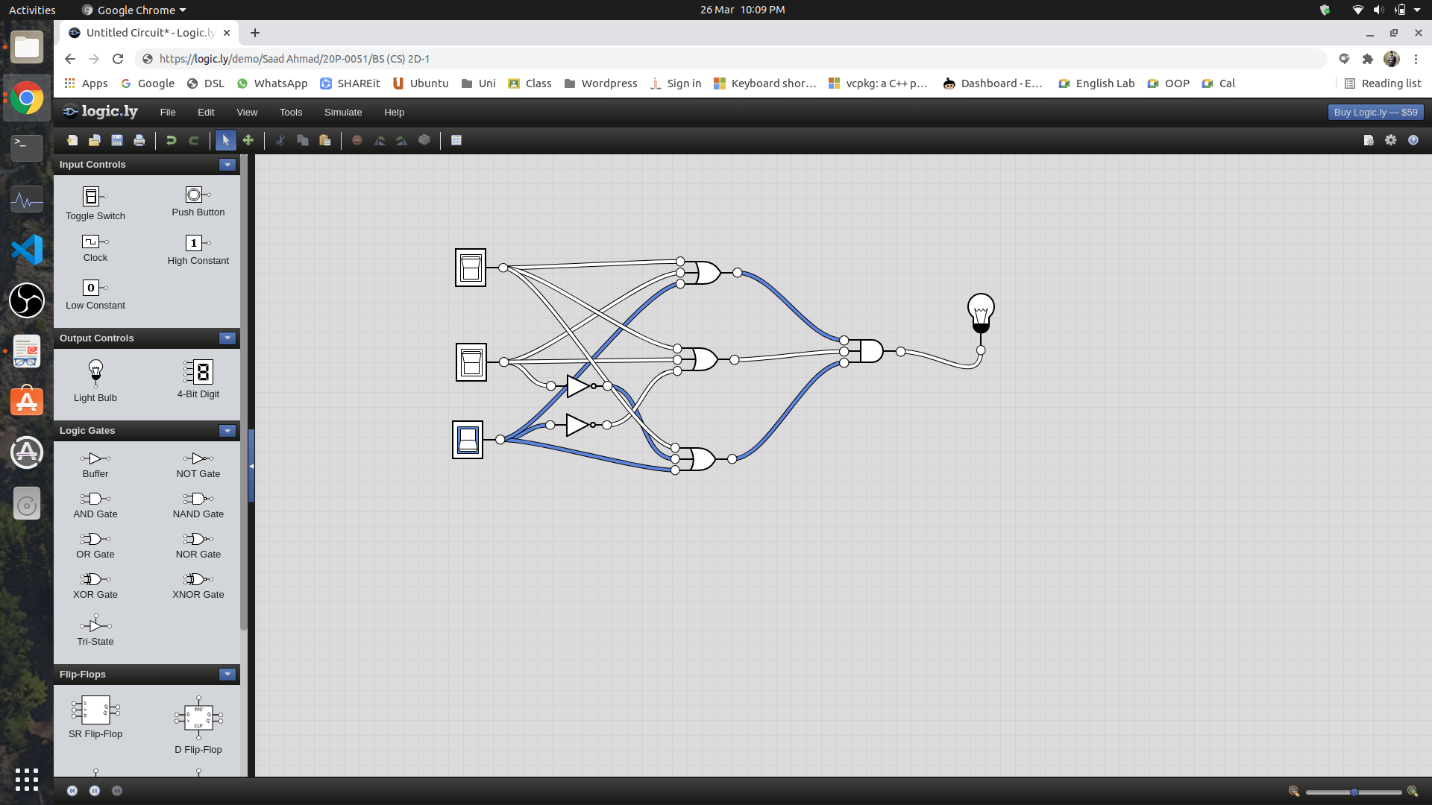 Activities
Google Chrome
26 Mar 10:09 PM
Untitled Circuit* - Logic.ly
https://logic.ly/demo/Saad Ahmad/20P-0051/BS (CS) 2D-1
Apps Google DSL WhatsApp SHAREit Ubuntu Uni Class Wordpress Sign in Keyboard shor... vcpkg: a C++ p... Dashboard - E... English Lab OOP Cal Reading list
logic.ly File Edit View Tools Simulate Help Buy Logic.ly — $59
Input Controls
Toggle Switch Push Button
Clock 1 High Constant
0 Low Constant
Output Controls
Light Bulb 8 4-Bit Digit
Logic Gates
Buffer NOT Gate
AND Gate NAND Gate
OR Gate NOR Gate
XOR Gate XNOR Gate
Tri-State
Flip-Flops
SR Flip-Flop
D Flip-Flop